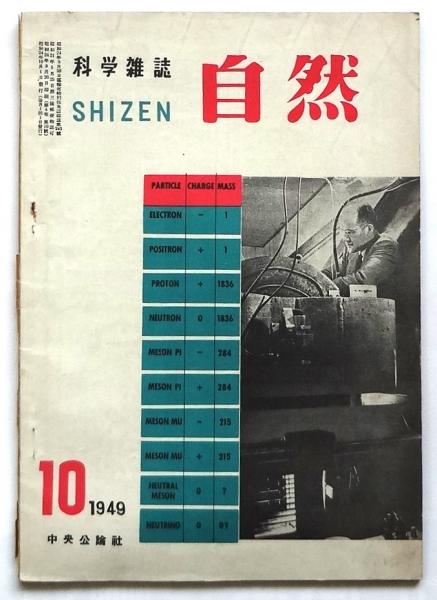 科学雑誌
自然
SHIZEN
PARTICLE CHARGE MASS
ELECTRON − 1
POSITRON + 1
PROTON + 1836
NEUTRON 0 1836
MESON PI − 284
MESON PI + 284
MESON MU − 215
MESON MU + 215
NEUTRAL MESON 0 ?
NEUTRINO 0 0?
10 1949
中央公論社